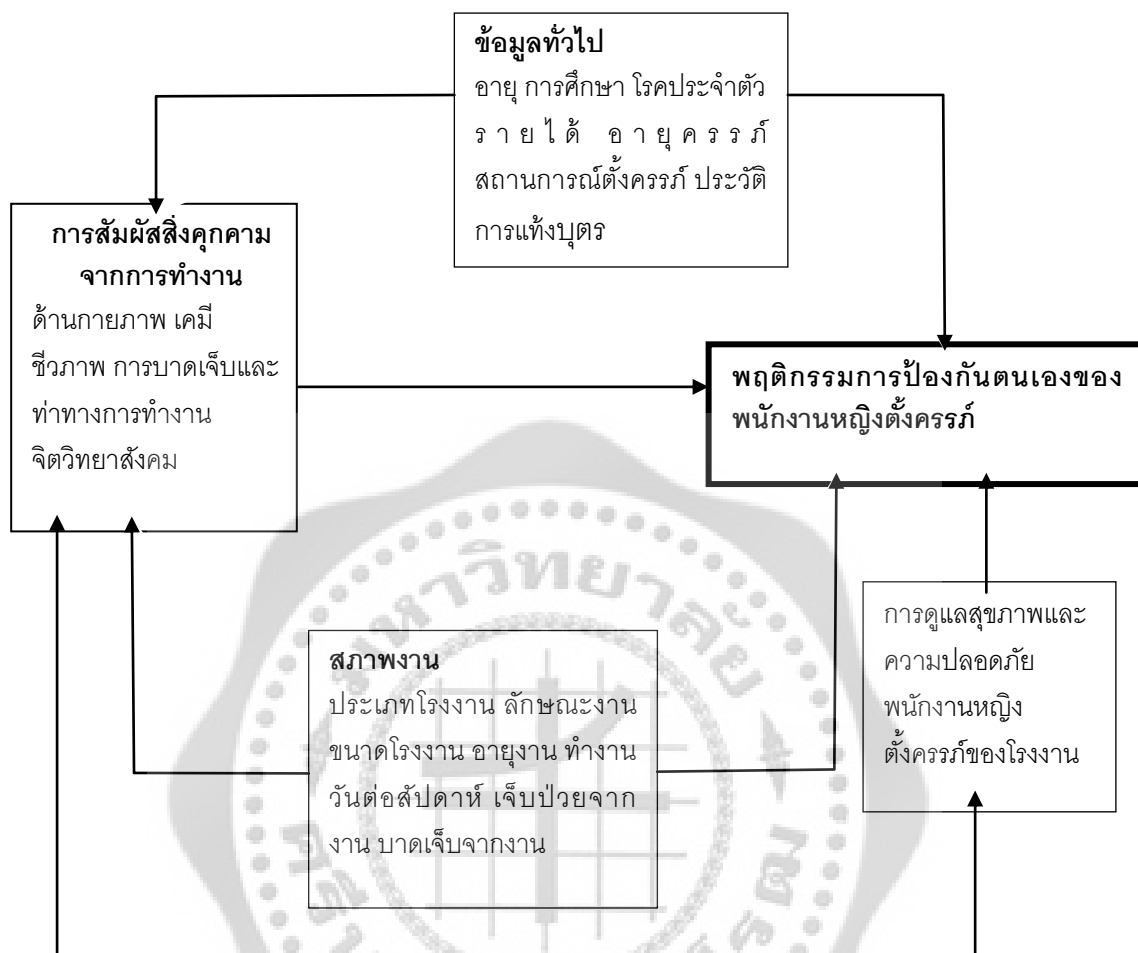 ข้อมูลทั่วไป
อายุ การศึกษา โรคประจำตัว
รายได้ อายุครรภ์
สถานการณ์ตั้งครรภ์ ประวัติ
การแท้งบุตร
การสัมผัสสิ่งคุกคาม
จากการทำงาน
ด้านกายภาพ เคมี
ชีวภาพ การบาดเจ็บและ
ท่าทางการทำงาน
จิตวิทยาสังคม
พฤติกรรมการป้องกันตนเองของ
พนักงานหญิงตั้งครรภ์
สภาพงาน
ประเภทโรงงาน ลักษณะงาน
ขนาดโรงงาน อายุงาน ทำงาน
วันต่อสัปดาห์ เจ็บป่วยจาก
งาน บาดเจ็บจากงาน
การดูแลสุขภาพและ
ความปลอดภัย
พนักงานหญิง
ตั้งครรภ์ของโรงงาน
มหาวิทยาลัย